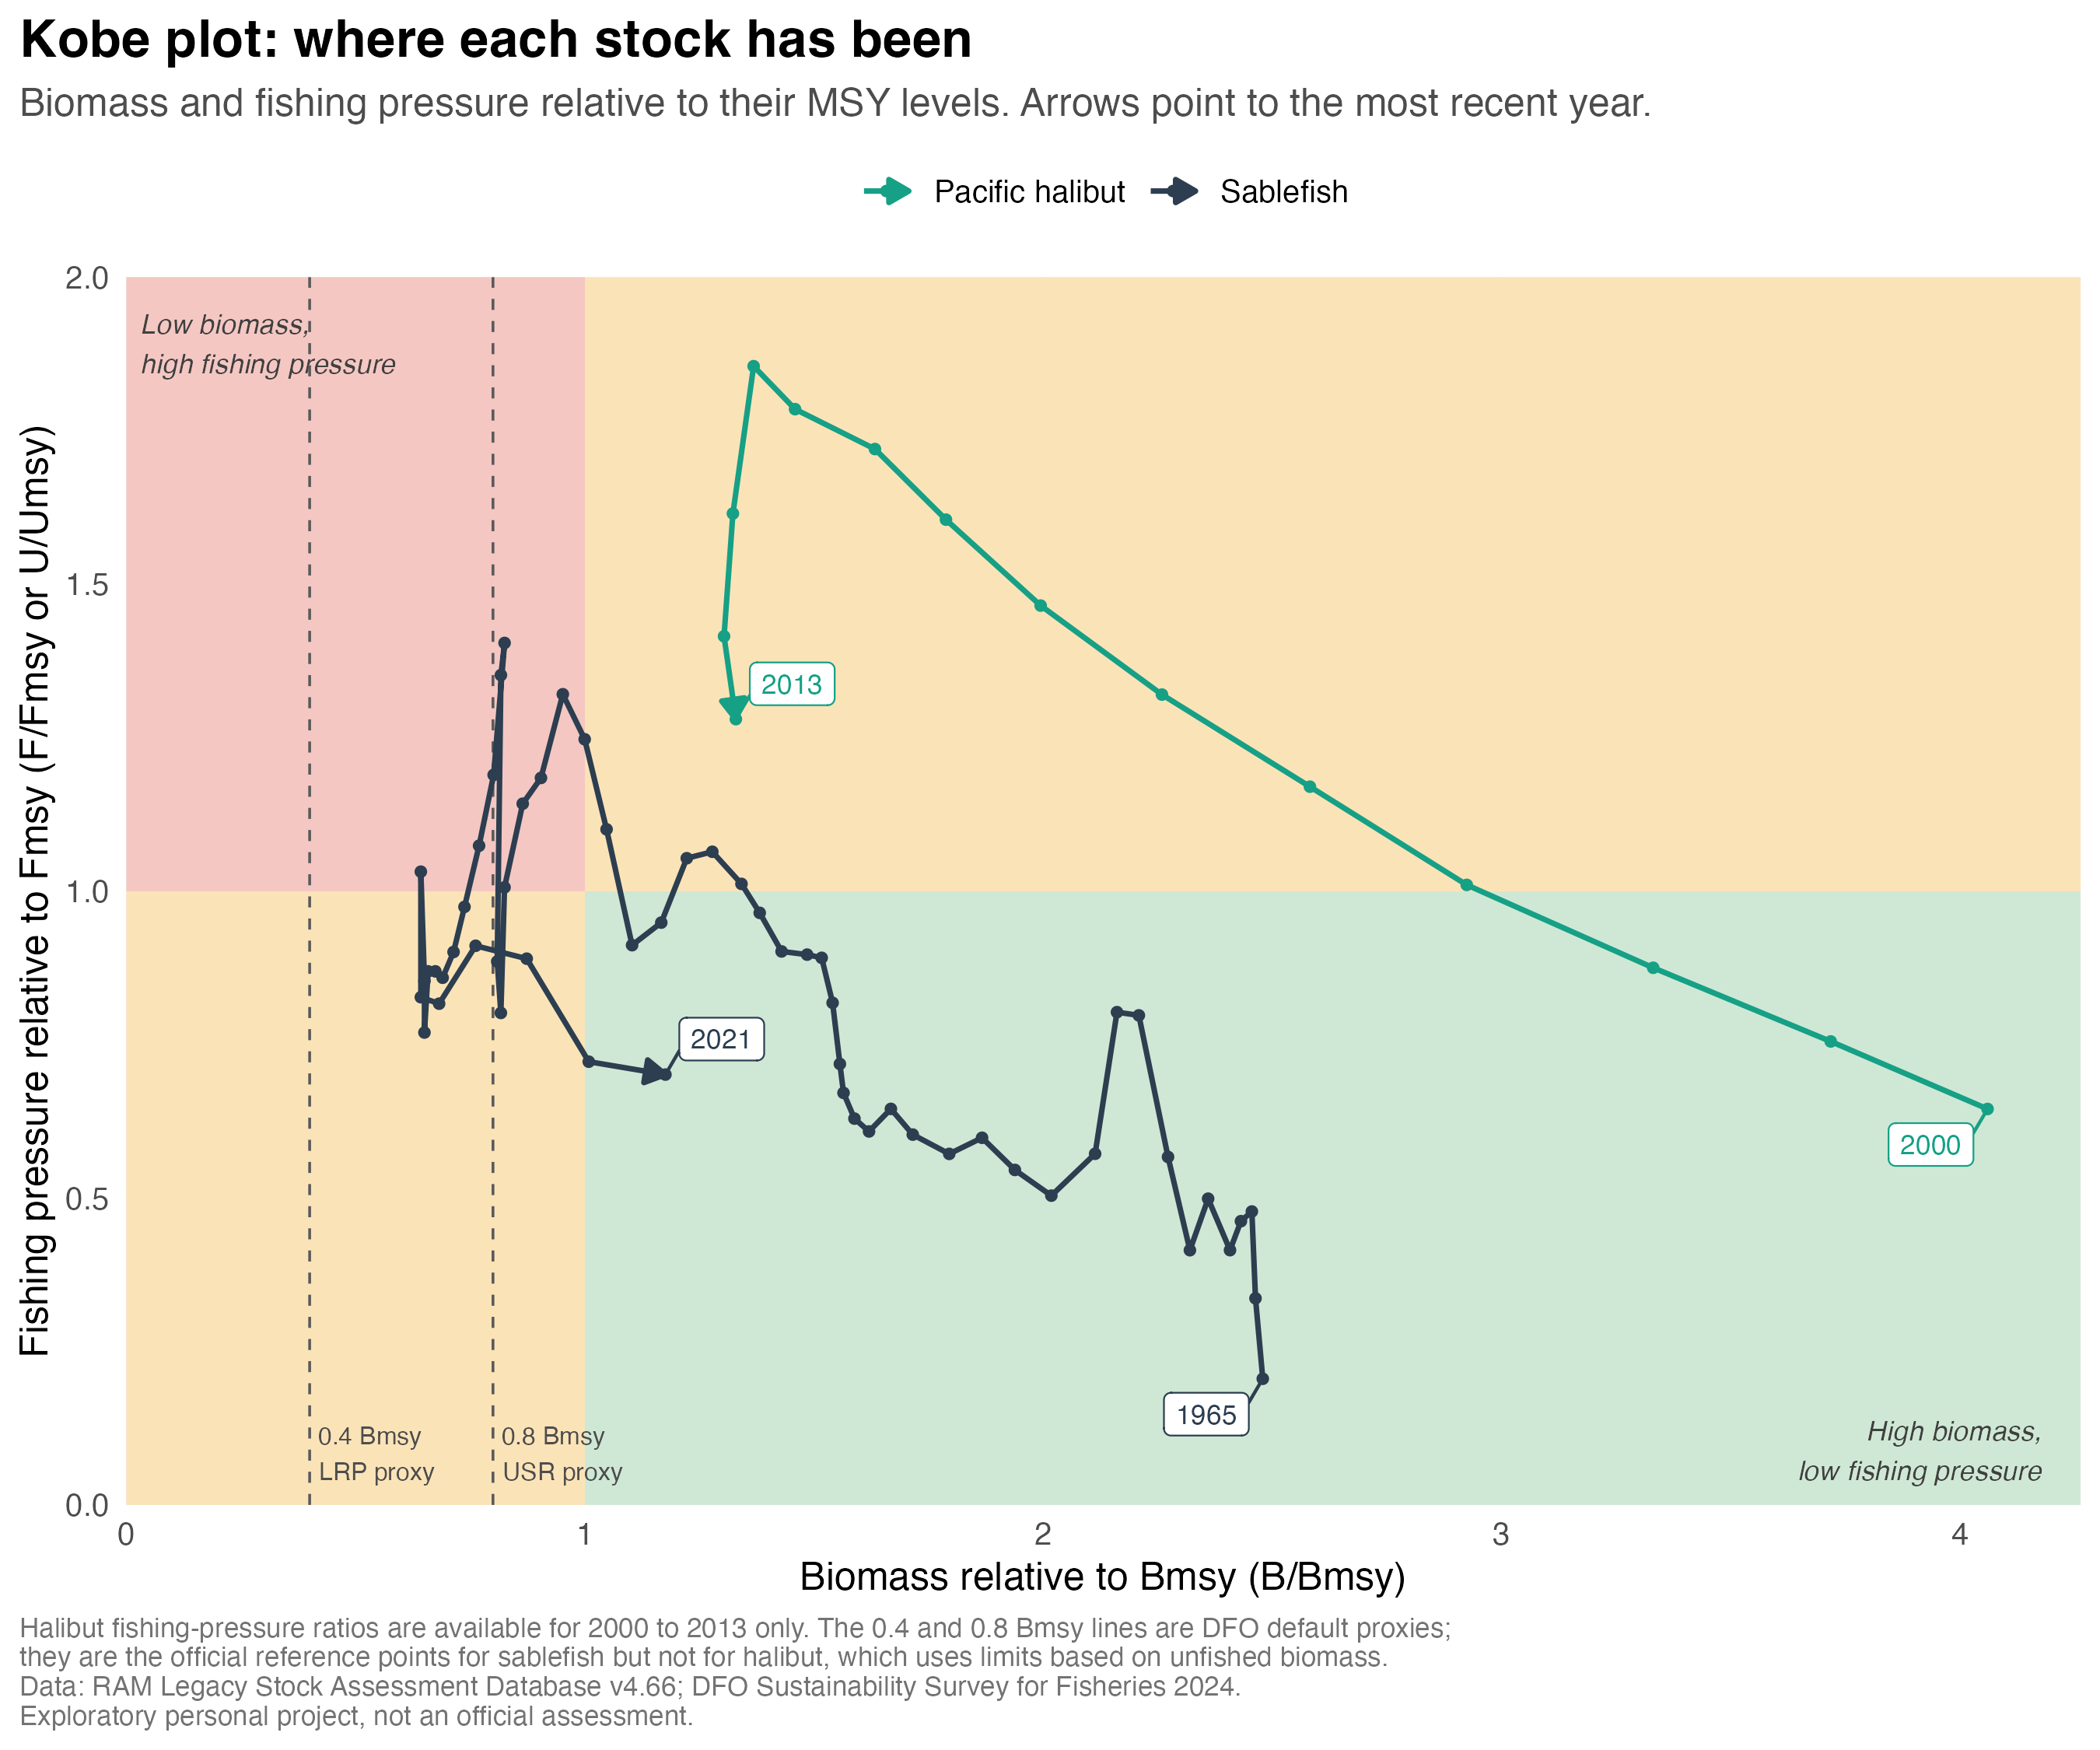 Kobe plot: where each stock has been
Biomass and fishing pressure relative to their MSY levels. Arrows point to the most recent year.
Pacific halibut
Sablefish
Fishing pressure relative to Fmsy (F/Fmsy or U/Umsy)
2.0
1.5
1.0
0.5
0.0
Low biomass,
high fishing pressure
2013
2021
2000
1965
0.4 Bmsy
LRP proxy
0.8 Bmsy
USR proxy
High biomass,
low fishing pressure
0
1
2
3
4
Biomass relative to Bmsy (B/Bmsy)
Halibut fishing-pressure ratios are available for 2000 to 2013 only. The 0.4 and 0.8 Bmsy lines are DFO default proxies;
they are the official reference points for sablefish but not for halibut, which uses limits based on unfished biomass.
Data: RAM Legacy Stock Assessment Database v4.66; DFO Sustainability Survey for Fisheries 2024.
Exploratory personal project, not an official assessment.